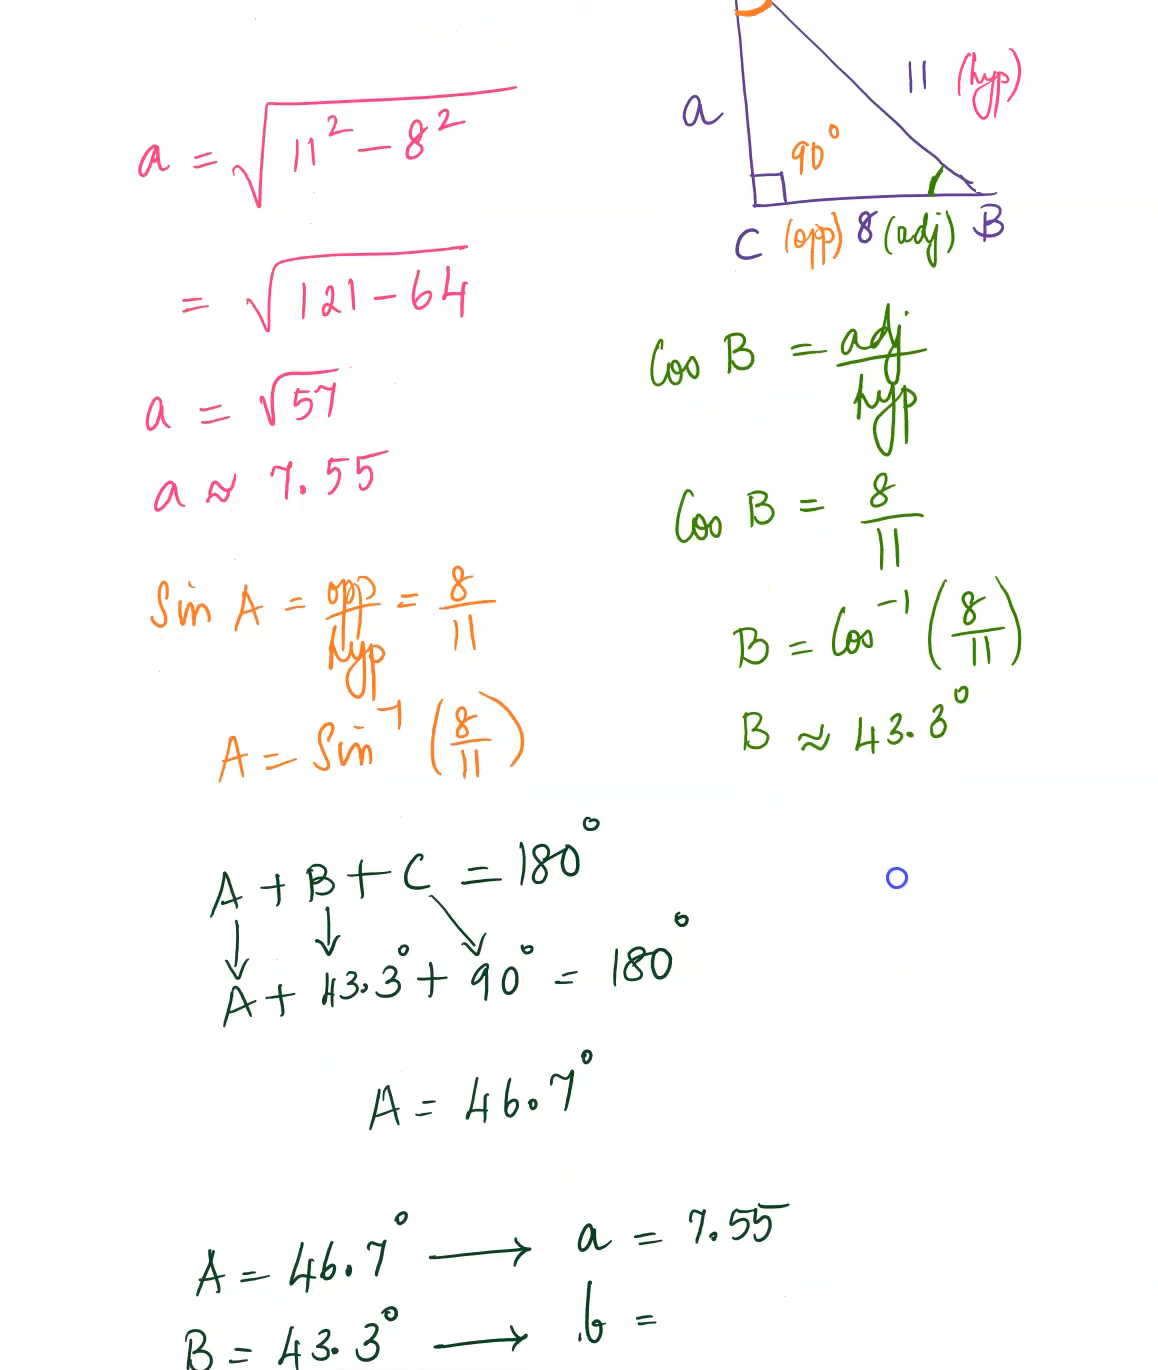 a = √(11² − 8²)
= √(121 − 64)
a = √57
a ≈ 7.55
Sin A = opp/hyp = 8/11
A = Sin⁻¹ (8/11)
a
11 (hyp)
90°
C (opp) 8 (adj) B
Cos B = adj/hyp
Cos B = 8/11
B = Cos⁻¹ (8/11)
B ≈ 43.3°
A + B + C = 180°
A + 43.3° + 90° = 180°
A = 46.7°
A = 46.7° → a = 7.55
B = 43.3° → b =